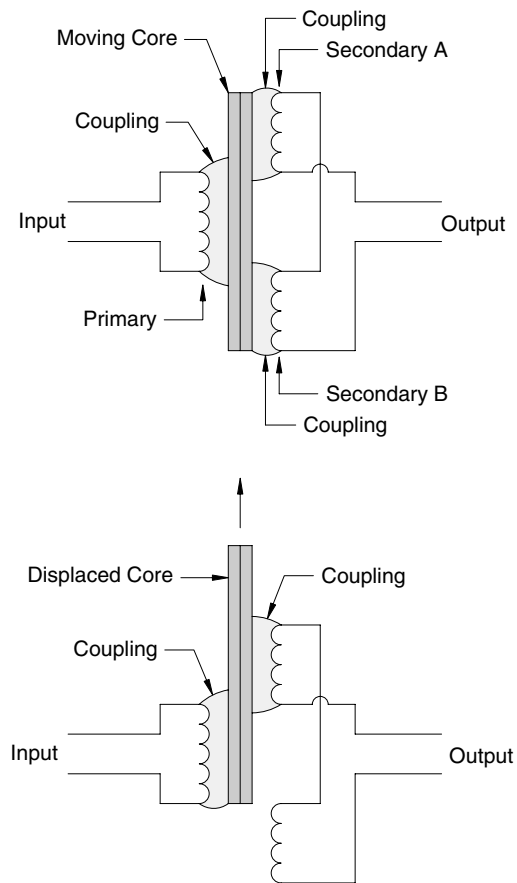 Coupling
Moving Core
Secondary A
Coupling
Input
Output
Primary
Secondary B
Coupling
Displaced Core
Coupling
Coupling
Input
Output